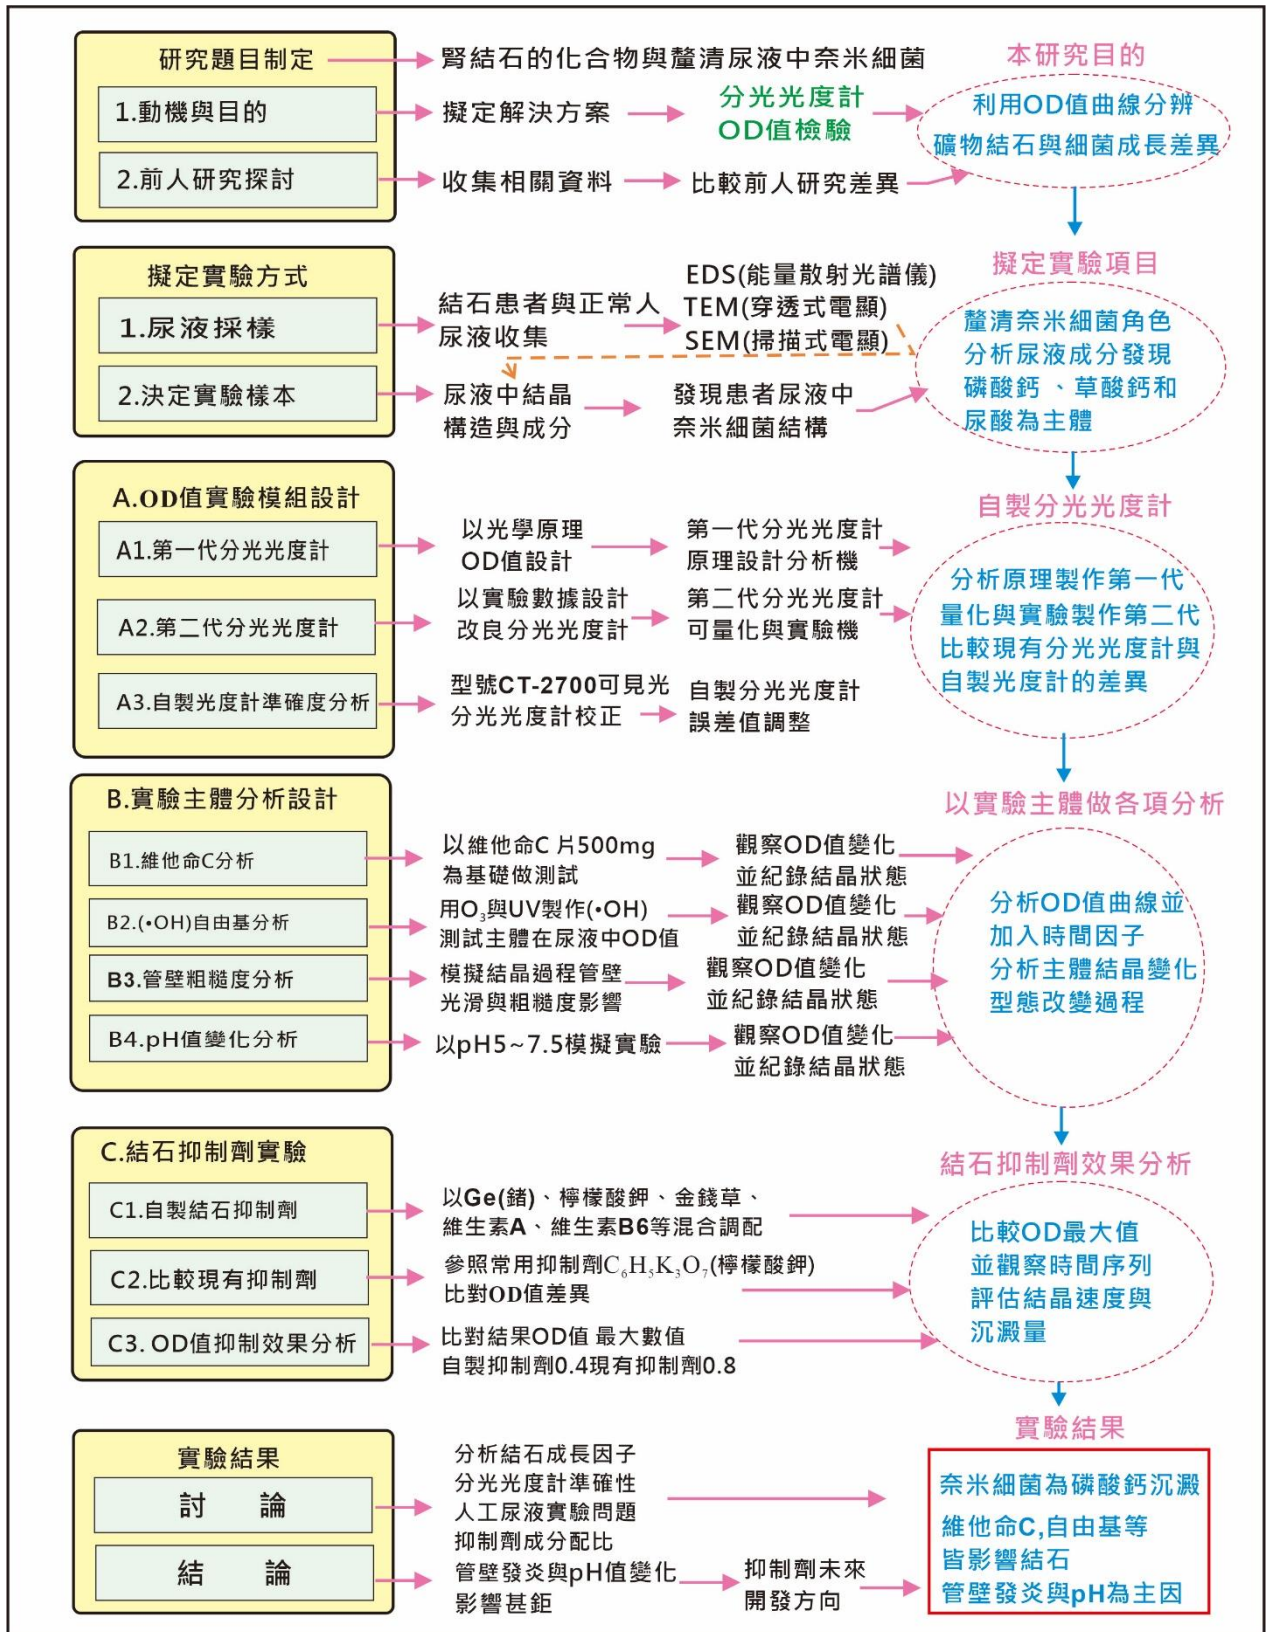 研究題目制定
腎結石的化合物與釐清尿液中奈米細菌
本研究目的
1.動機與目的
擬定解決方案
分光光度計
OD值檢驗
利用OD值曲線分辨
礦物結石與細菌成長差異
2.前人研究探討
收集相關資料
比較前人研究差異
擬定實驗方式
1.尿液採樣
結石患者與正常人
尿液收集
EDS(能量散射光譜儀)
TEM(穿透式電顯)
SEM(掃描式電顯)
擬定實驗項目
釐清奈米細菌角色
分析尿液成分發現
磷酸鈣 、草酸鈣和
尿酸為主體
2.決定實驗樣本
尿液中結晶
構造與成分
發現患者尿液中
奈米細菌結構
A.OD值實驗模組設計
自製分光光度計
A1.第一代分光光度計
以光學原理
OD值設計
第一代分光光度計
原理設計分析機
分析原理製作第一代
量化與實驗製作第二代
比較現有分光光度計與
自製光度計的差異
A2.第二代分光光度計
以實驗數據設計
改良分光光度計
第二代分光光度計
可量化與實驗機
A3.自製光度計準確度分析
型號CT-2700可見光
分光光度計校正
自製分光光度計
誤差值調整
B.實驗主體分析設計
以實驗主體做各項分析
B1.維他命C分析
以維他命C 片500mg
為基礎做測試
觀察OD值變化
並紀錄結晶狀態
B2.(•OH)自由基分析
用O₃與UV製作(•OH)
測試主體在尿液中OD值
觀察OD值變化
並紀錄結晶狀態
分析OD值曲線並
加入時間因子
分析主體結晶變化
型態改變過程
B3.管壁粗糙度分析
模擬結晶過程管壁
光滑與粗糙度影響
觀察OD值變化
並紀錄結晶狀態
B4.pH值變化分析
以pH5~7.5模擬實驗
觀察OD值變化
並紀錄結晶狀態
C.結石抑制劑實驗
結石抑制劑效果分析
C1.自製結石抑制劑
以Ge(鍺)、檸檬酸鉀、金錢草、
維生素A、維生素B6等混合調配
比較OD最大值
並觀察時間序列
評估結晶速度與
沉澱量
C2.比較現有抑制劑
參照常用抑制劑C₆H₅K₃O₇(檸檬酸鉀)
比對OD值差異
C3. OD值抑制效果分析
比對結果OD值 最大數值
自製抑制劑0.4現有抑制劑0.8
實驗結果
實驗結果
討 論
分析結石成長因子
分光光度計準確性
人工尿液實驗問題
抑制劑成分配比
奈米細菌為磷酸鈣沉澱
維他命C,自由基等
皆影響結石
管壁發炎與pH為主因
結 論
管壁發炎與pH值變化
影響甚鉅
抑制劑未來
開發方向